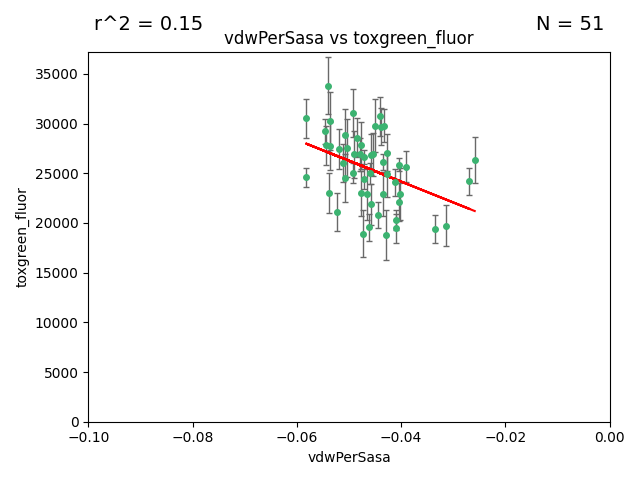 r^2 = 0.15 N = 51
vdwPerSasa vs toxgreen_fluor
35000
30000
25000
20000
15000
10000
5000
0
toxgreen_fluor
−0.10 −0.08 −0.06 −0.04 −0.02 0.00
vdwPerSasa